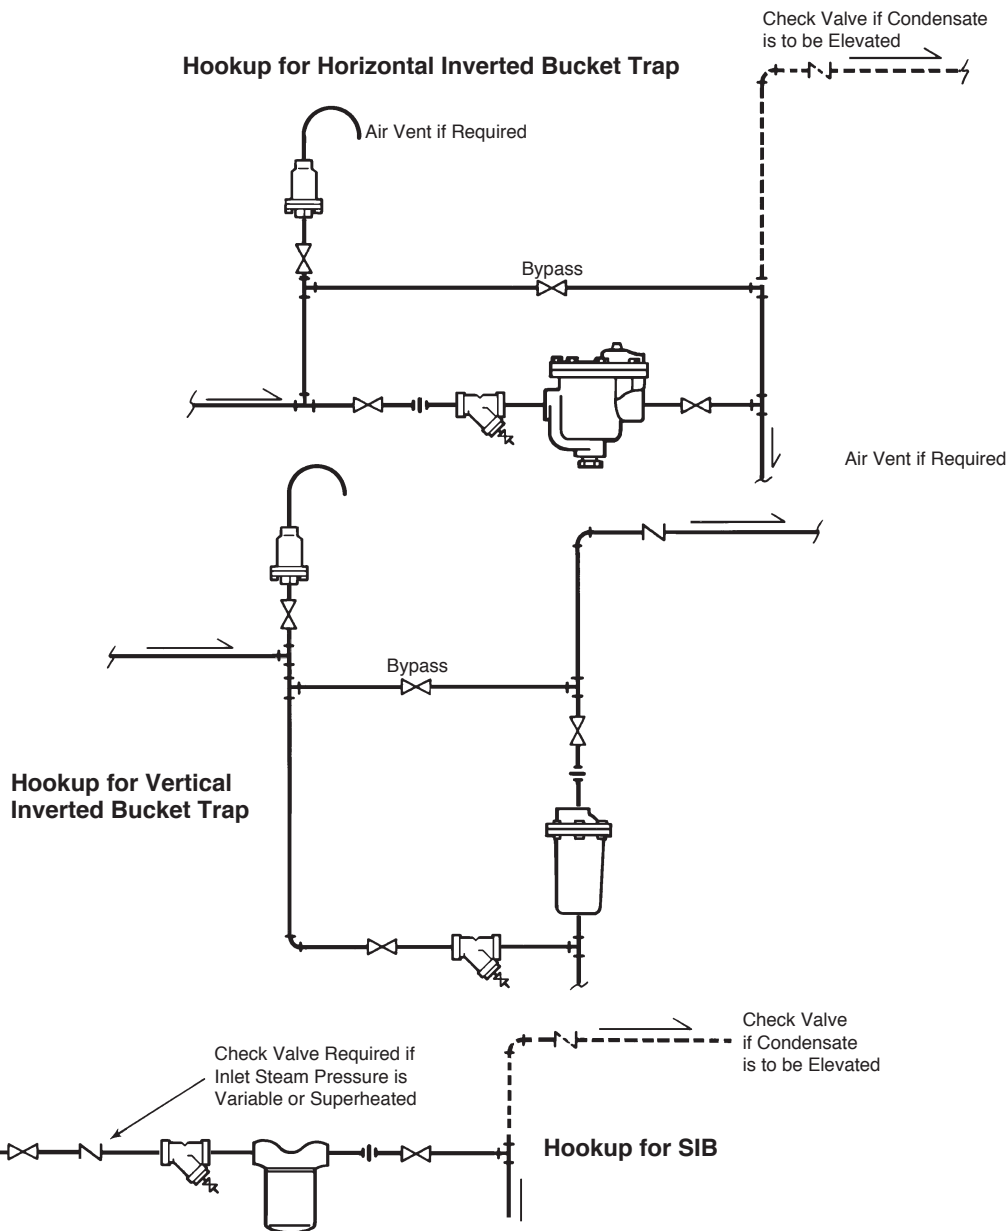 Check Valve if Condensate
is to be Elevated
Hookup for Horizontal Inverted Bucket Trap
Air Vent if Required
Bypass
Air Vent if Required
Bypass
Hookup for Vertical
Inverted Bucket Trap
Check Valve
if Condensate
is to be Elevated
Check Valve Required if
Inlet Steam Pressure is
Variable or Superheated
Hookup for SIB